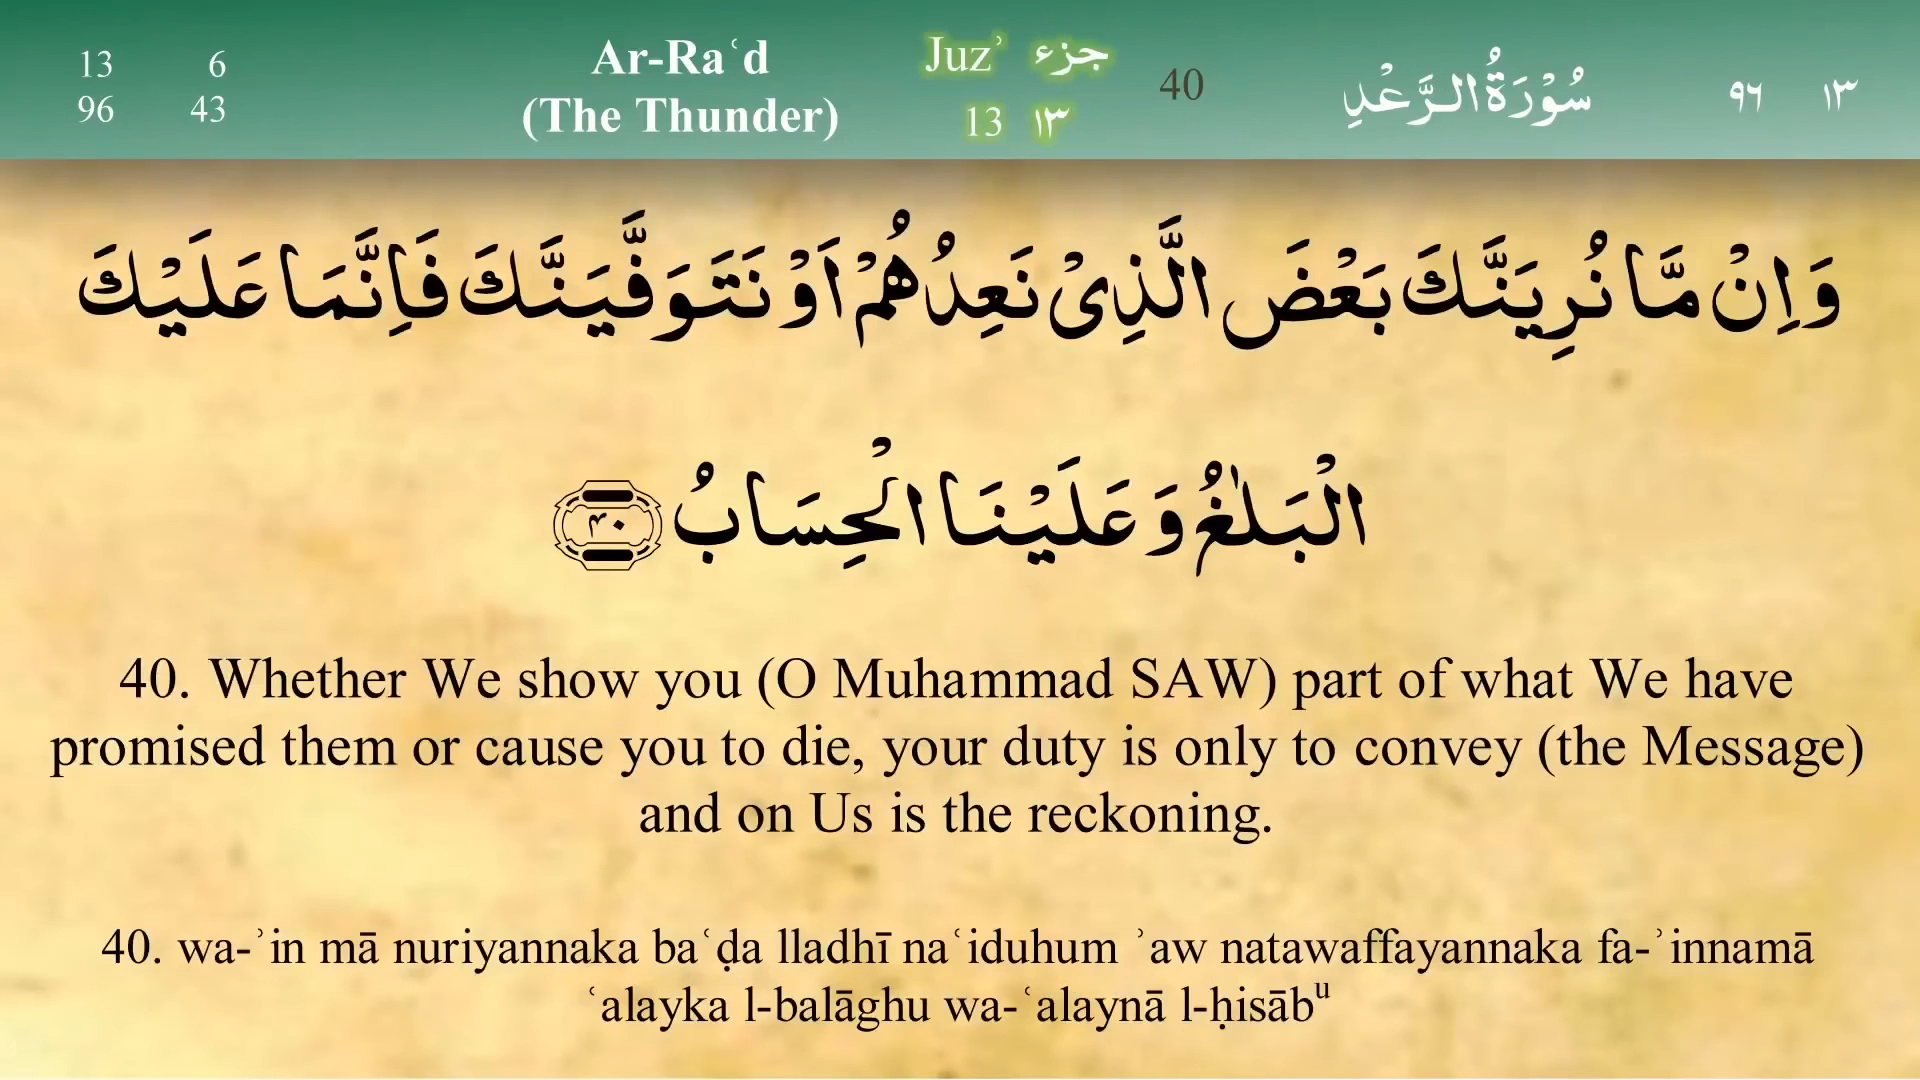 13 6 Ar-Raʿd Juzʾ جزء 40 سُوْرَةُ الرَّعْدِ ٩٦ ١٣
96 43 (The Thunder) 13 ١٣
وَاِنْ مَّا نُرِيَنَّكَ بَعْضَ الَّذِىْ نَعِدُهُمْ اَوْ نَتَوَفَّيَنَّكَ فَاِنَّمَا عَلَيْكَ
الْبَلٰغُ وَعَلَيْنَا الْحِسَابُ ٤٠
40. Whether We show you (O Muhammad SAW) part of what We have
promised them or cause you to die, your duty is only to convey (the Message)
and on Us is the reckoning.
40. wa-ʾin mā nuriyannaka baʿḍa lladhī naʿiduhum ʾaw natawaffayannaka fa-ʾinnamā
ʿalayka l-balāghu wa-ʿalaynā l-ḥisābᵘ